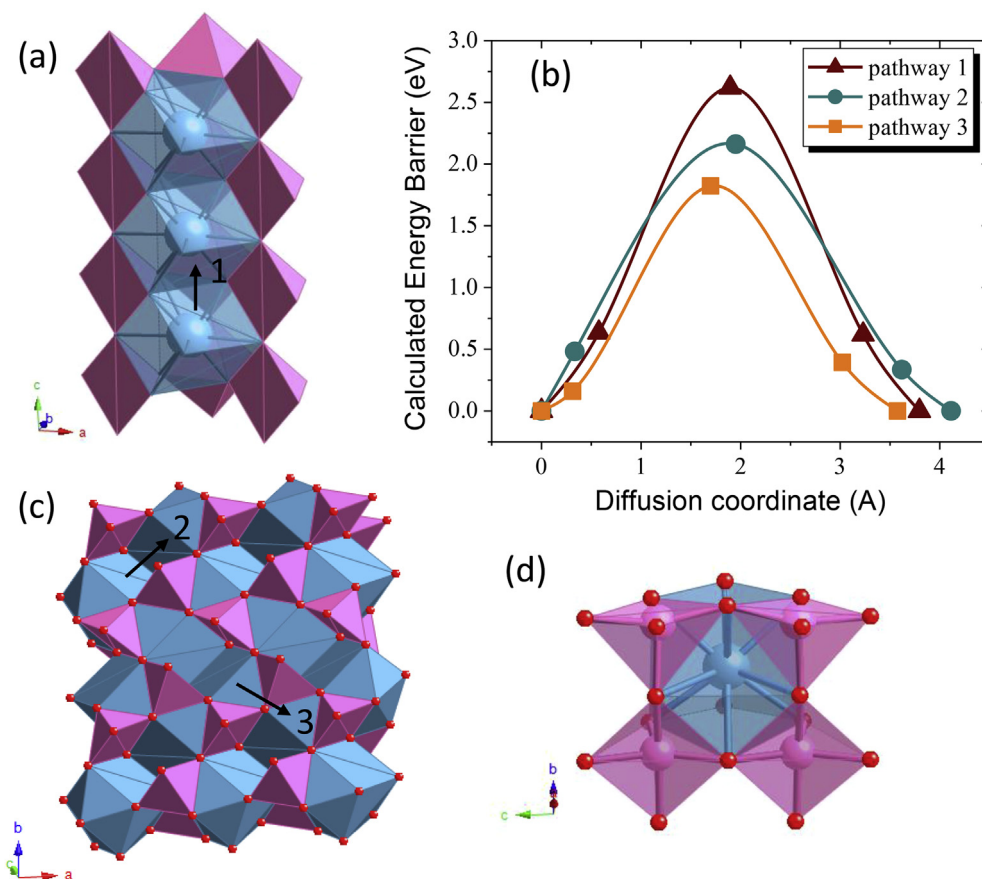 (a)
1
c
b
a
(b)
Calculated Energy Barrier (eV)
3.0
2.5
2.0
1.5
1.0
0.5
0.0
pathway 1
pathway 2
pathway 3
0 1 2 3 4
Diffusion coordinate (A)
(c)
2
3
b
c
a
(d)
b
c